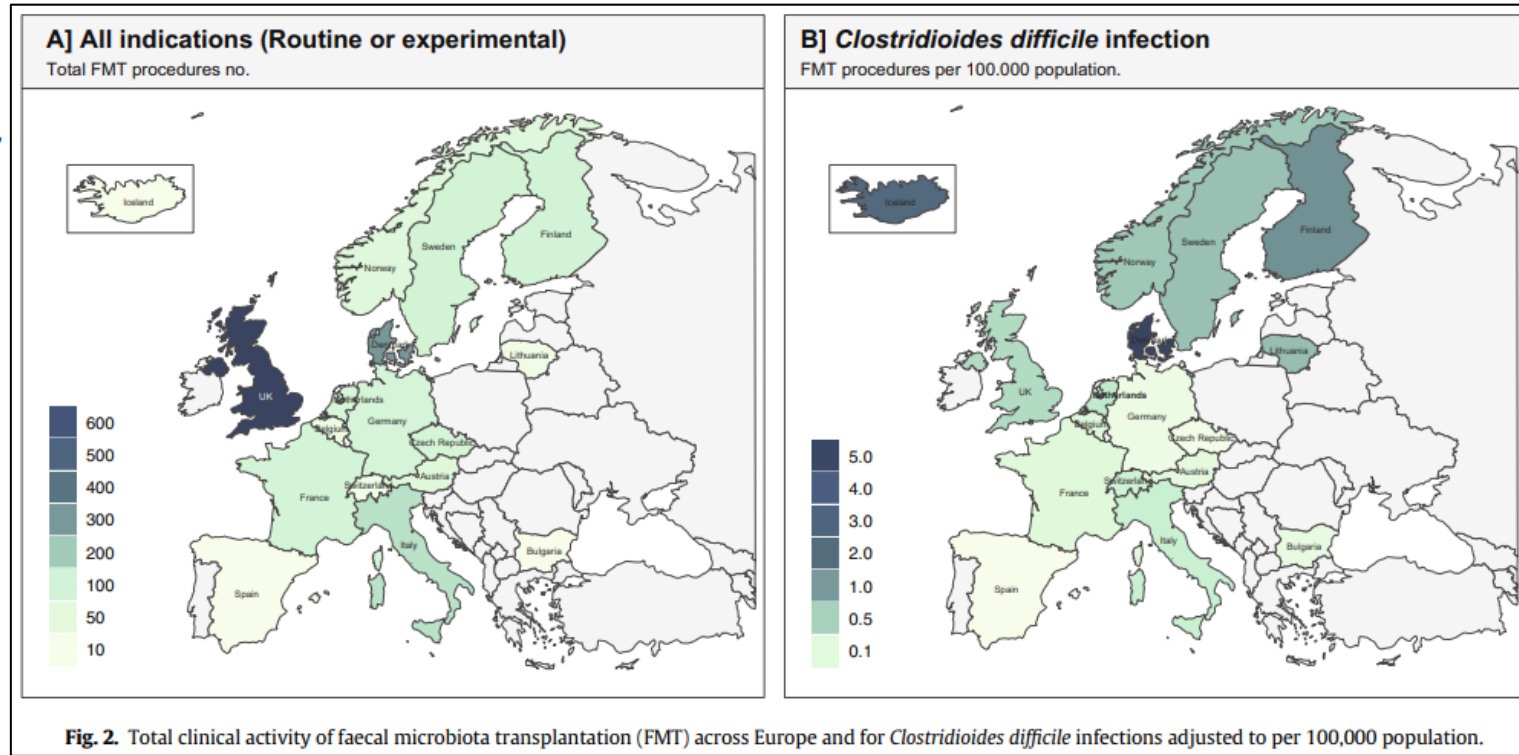 A] All indications (Routine or experimental)
Total FMT procedures no.
Iceland
Norway
Sweden
Finland
Denmark
Lithuania
UK
Netherlands
Belgium
Germany
Czech Republic
Austria
Switzerland
France
Italy
Bulgaria
Spain
600
500
400
300
200
100
50
10
B] Clostridioides difficile infection
FMT procedures per 100.000 population.
Iceland
Norway
Sweden
Finland
Denmark
Lithuania
UK
Netherlands
Belgium
Germany
Czech Republic
Austria
Switzerland
France
Italy
Bulgaria
Spain
5.0
4.0
3.0
2.0
1.0
0.5
0.1
Fig. 2. Total clinical activity of faecal microbiota transplantation (FMT) across Europe and for Clostridioides difficile infections adjusted to per 100,000 population.